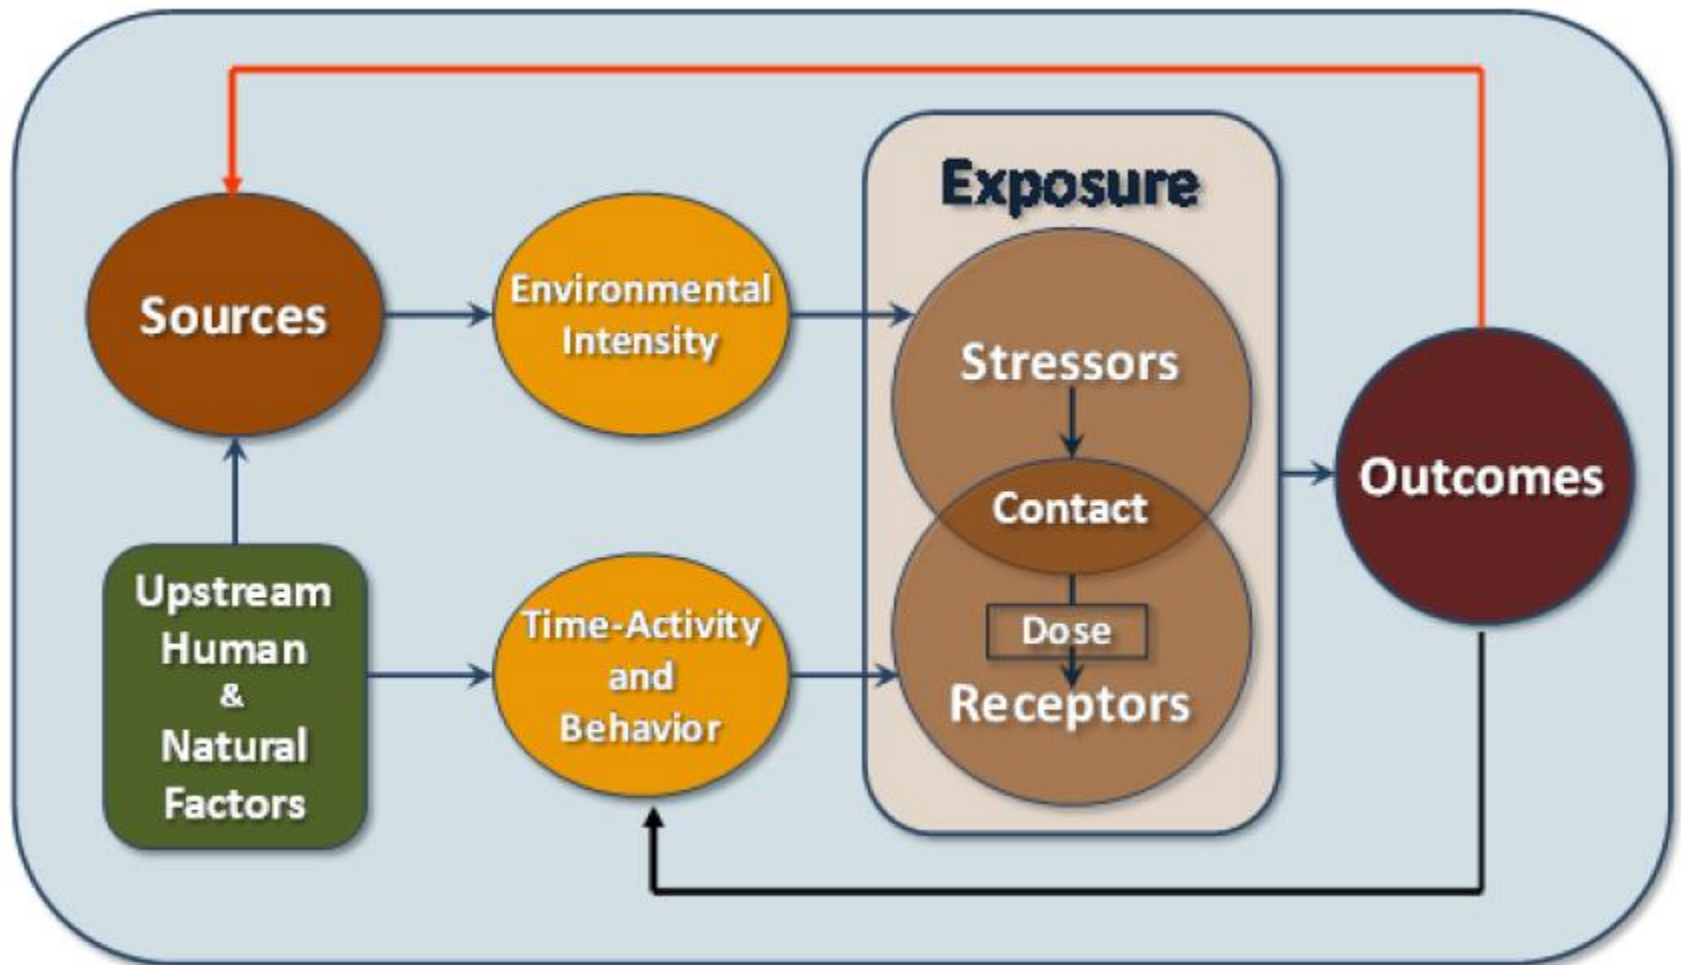 Exposure
Sources
Environmental
Intensity
Stressors
Contact
Outcomes
Upstream
Human
&
Natural
Factors
Time-Activity
and
Behavior
Dose
Receptors